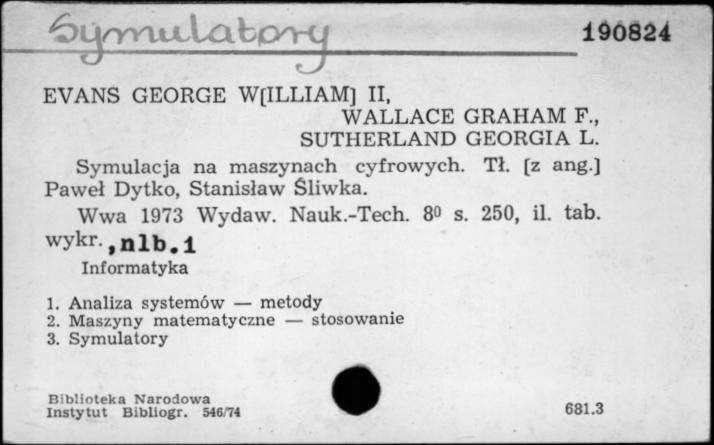 Symulatory 190824
EVANS GEORGE W[ILLIAM] II,
WALLACE GRAHAM F.,
SUTHERLAND GEORGIA L.
Symulacja na maszynach cyfrowych. Tł. [z ang.]
Paweł Dytko, Stanisław Śliwka.
Wwa 1973 Wydaw. Nauk.-Tech. 8⁰ s. 250, il. tab.
wykr. , nlb. 1
Informatyka
1. Analiza systemów — metody
2. Maszyny matematyczne — stosowanie
3. Symulatory
Biblioteka Narodowa
Instytut Bibliogr. 546/74 681.3